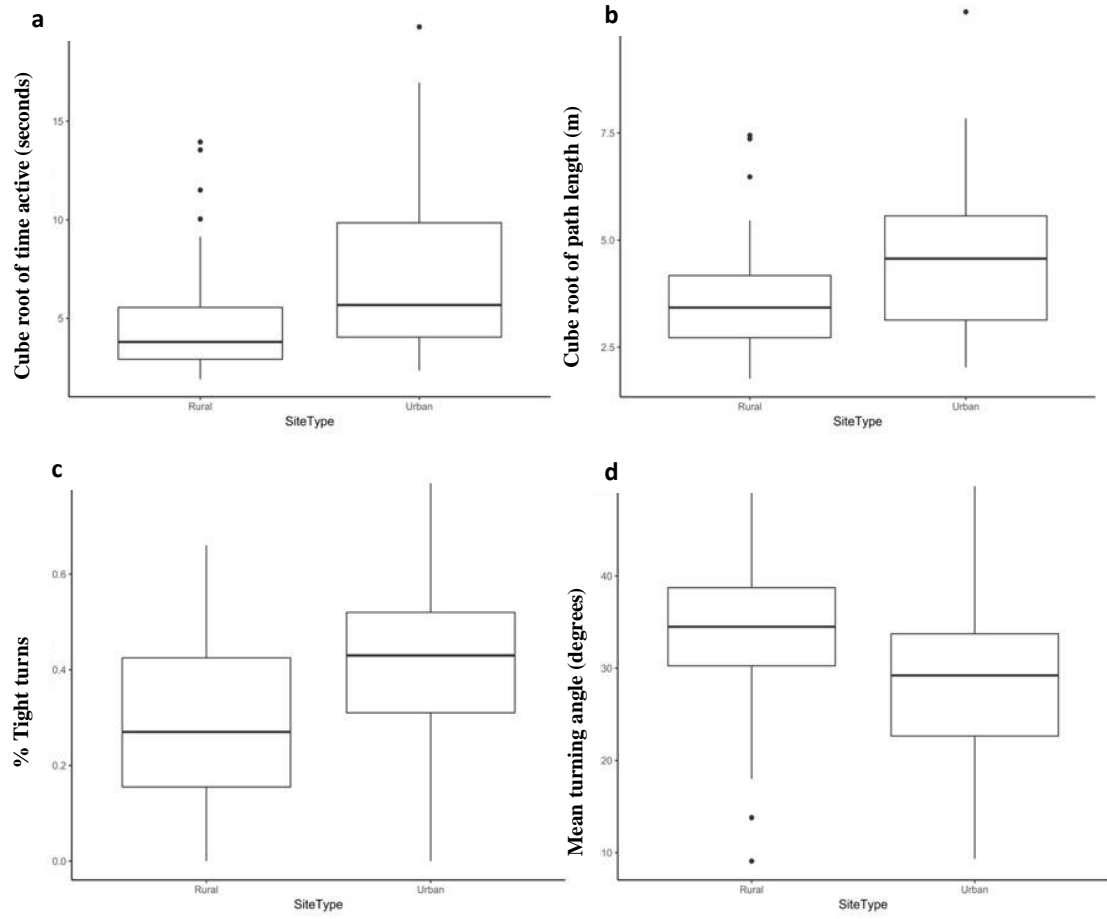 a
Cube root of time active (seconds)
15
10
5
Rural
Urban
SiteType
b
Cube root of path length (m)
7.5
5.0
2.5
Rural
Urban
SiteType
c
% Tight turns
0.6
0.4
0.2
0.0
Rural
Urban
SiteType
d
Mean turning angle (degrees)
40
30
20
10
Rural
Urban
SiteType